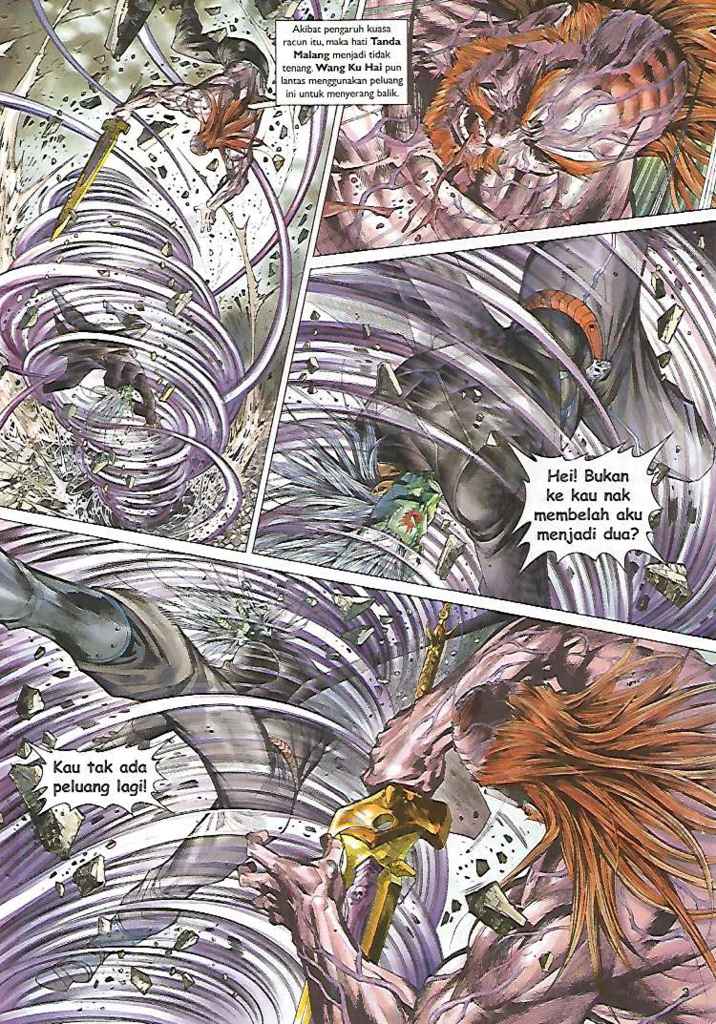 Akibat pengaruh kuasa
racun itu, maka hati Tanda
Malang menjadi tidak
tenang. Wang Ku Hai pun
lantas menggunakan peluang
ini untuk menyerang balik.
Hei! Bukan
ke kau nak
membelah aku
menjadi dua?
Kau tak ada
peluang lagi!
3